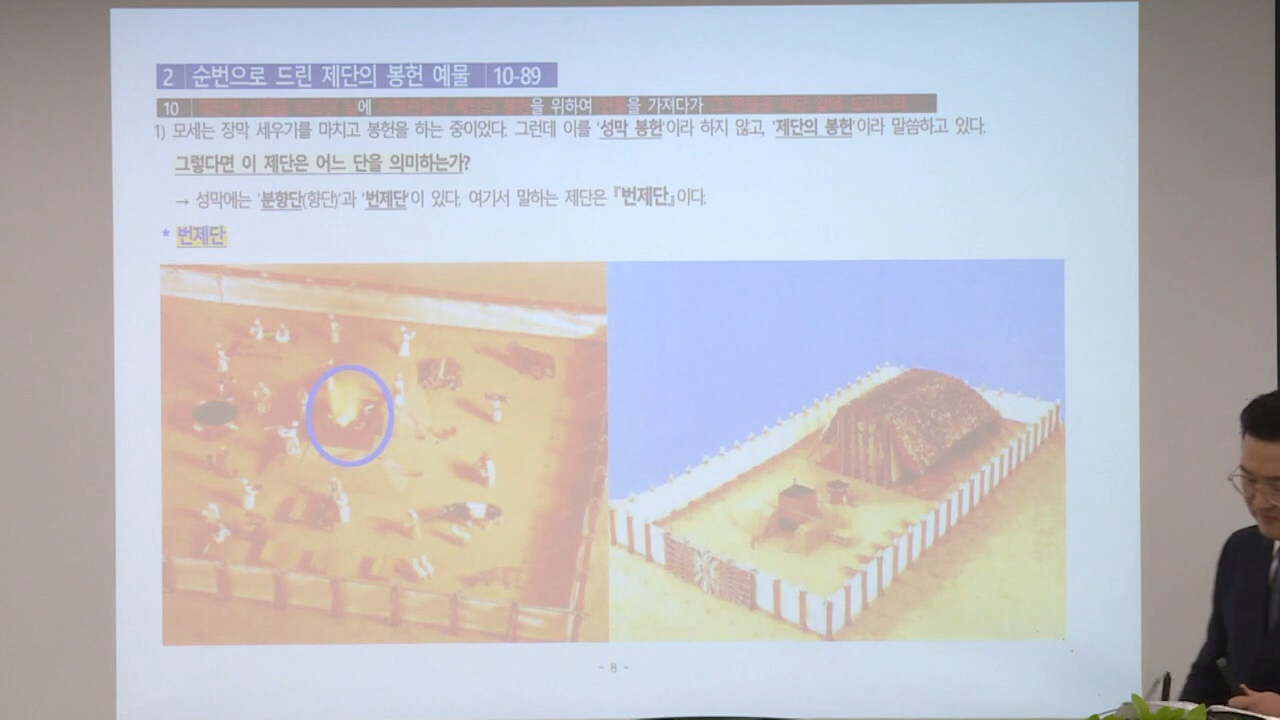 2 순번으로 드린 제단의 봉헌 예물 10-89
10 에 을 위하여 을 가져다가
1) 모세는 장막 세우기를 마치고 봉헌을 하는 중이었다. 그런데 이를 '성막 봉헌'이라 하지 않고, '제단의 봉헌'이라 말씀하고 있다.
그렇다면 이 제단은 어느 단을 의미하는가?
→ 성막에는 '분향단(향단)'과 '번제단'이 있다. 여기서 말하는 제단은 『번제단』이다.
* 번제단
- 8 -